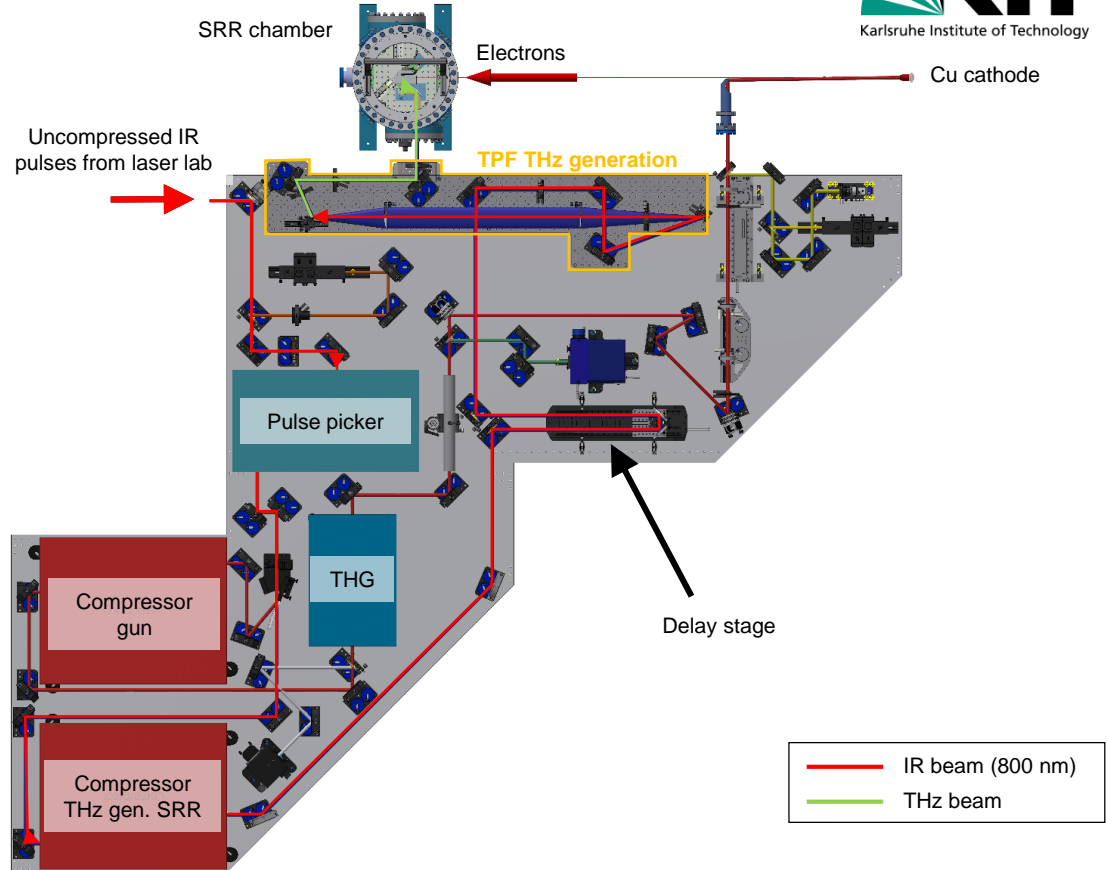 SRR chamber
Electrons
Karlsruhe Institute of Technology
Cu cathode
Uncompressed IR
pulses from laser lab
TPF THz generation
Pulse picker
THG
Compressor
gun
Delay stage
Compressor
THz gen. SRR
IR beam (800 nm)
THz beam